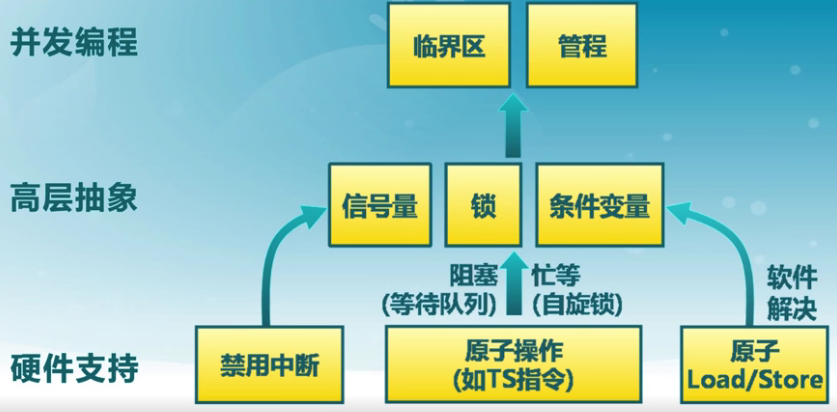 并发编程
临界区
管程
高层抽象
信号量
锁
条件变量
阻塞
(等待队列)
忙等
(自旋锁)
软件
解决
硬件支持
禁用中断
原子操作
(如TS指令)
原子
Load/Store